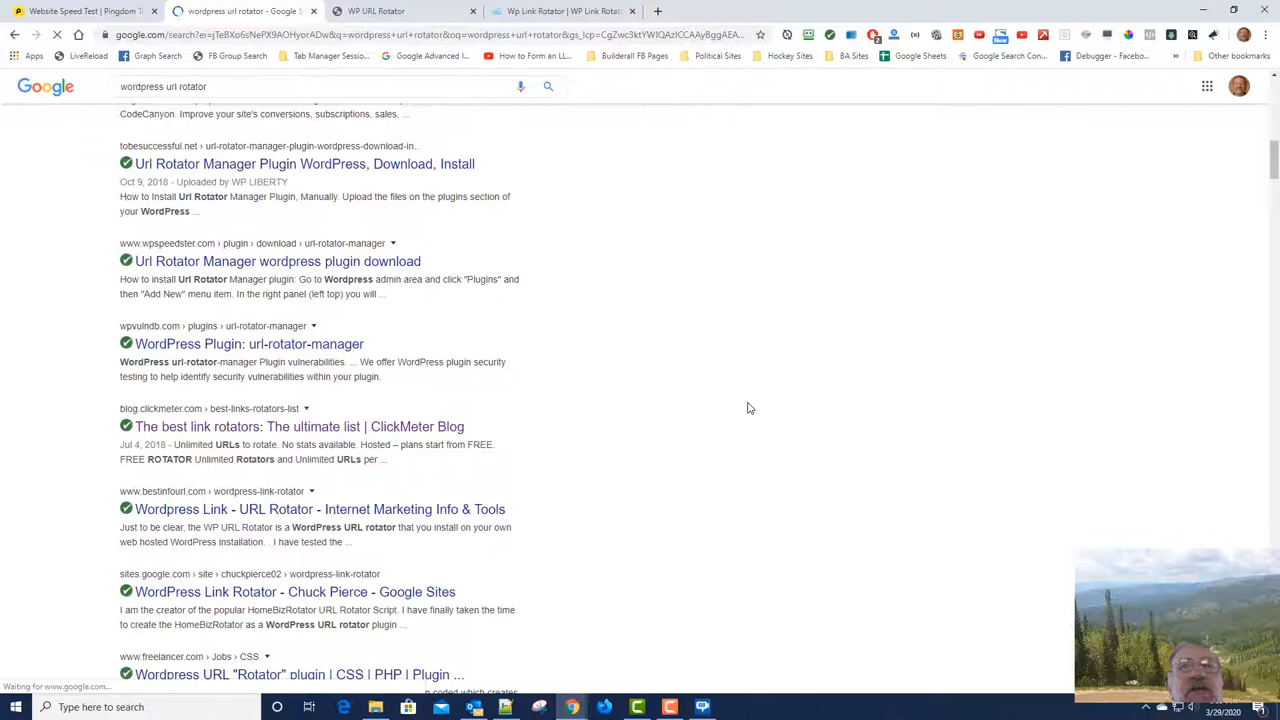 Website Speed Test | Pingdom T
wordpress url rotator - Google S
WP URL Rotator
Wp Link Rotator | WP Link Rotato
google.com/search?ei=jTeBXo6sNePX9AOHyorADw&q=wordpress+url+rotator&oq=wordpress+url+rotator&gs_lcp=CgZwc3ktYWIQAzICCAAyBggAEA...
Apps
LiveReload
Graph Search
FB Group Search
Tab Manager Session...
Google Advanced I...
How to Form an LL...
Builderall FB Pages
Political Sites
Hockey Sites
BA Sites
Google Sheets
Google Search Con...
Debugger - Facebo...
»
Other bookmarks
Google
wordpress url rotator
CodeCanyon. Improve your site's conversions, subscriptions, sales, ...
tobesuccessful.net › url-rotator-manager-plugin-wordpress-download-in...
Url Rotator Manager Plugin WordPress, Download, Install
Oct 9, 2018 - Uploaded by WP LIBERTY
How to Install Url Rotator Manager Plugin, Manually. Upload the files on the plugins section of
your WordPress ...
www.wpspeedster.com › plugin › download › url-rotator-manager
Url Rotator Manager wordpress plugin download
How to install Url Rotator Manager plugin: Go to Wordpress admin area and click "Plugins" and
then "Add New" menu item. In the right panel (left top) you will ...
wpvulndb.com › plugins › url-rotator-manager
WordPress Plugin: url-rotator-manager
WordPress url-rotator-manager Plugin vulnerabilities. ... We offer WordPress plugin security
testing to help identify security vulnerabilities within your plugin.
blog.clickmeter.com › best-links-rotators-list
The best link rotators: The ultimate list | ClickMeter Blog
Jul 4, 2018 - Unlimited URLs to rotate. No stats available. Hosted – plans start from FREE.
FREE ROTATOR Unlimited Rotators and Unlimited URLs per ...
www.bestinfourl.com › wordpress-link-rotator
Wordpress Link - URL Rotator - Internet Marketing Info & Tools
Just to be clear, the WP URL Rotator is a WordPress URL rotator that you install on your own
web hosted WordPress installation. . I have tested the ...
sites.google.com › site › chuckpierce02 › wordpress-link-rotator
WordPress Link Rotator - Chuck Pierce - Google Sites
I am the creator of the popular HomeBizRotator URL Rotator Script. I have finally taken the time
to create the HomeBizRotator as a WordPress URL rotator plugin ...
www.freelancer.com › Jobs › CSS
Wordpress URL "Rotator" plugin | CSS | PHP | Plugin ...
n coded which creates
Waiting for www.google.com...
Type here to search
3/29/2020